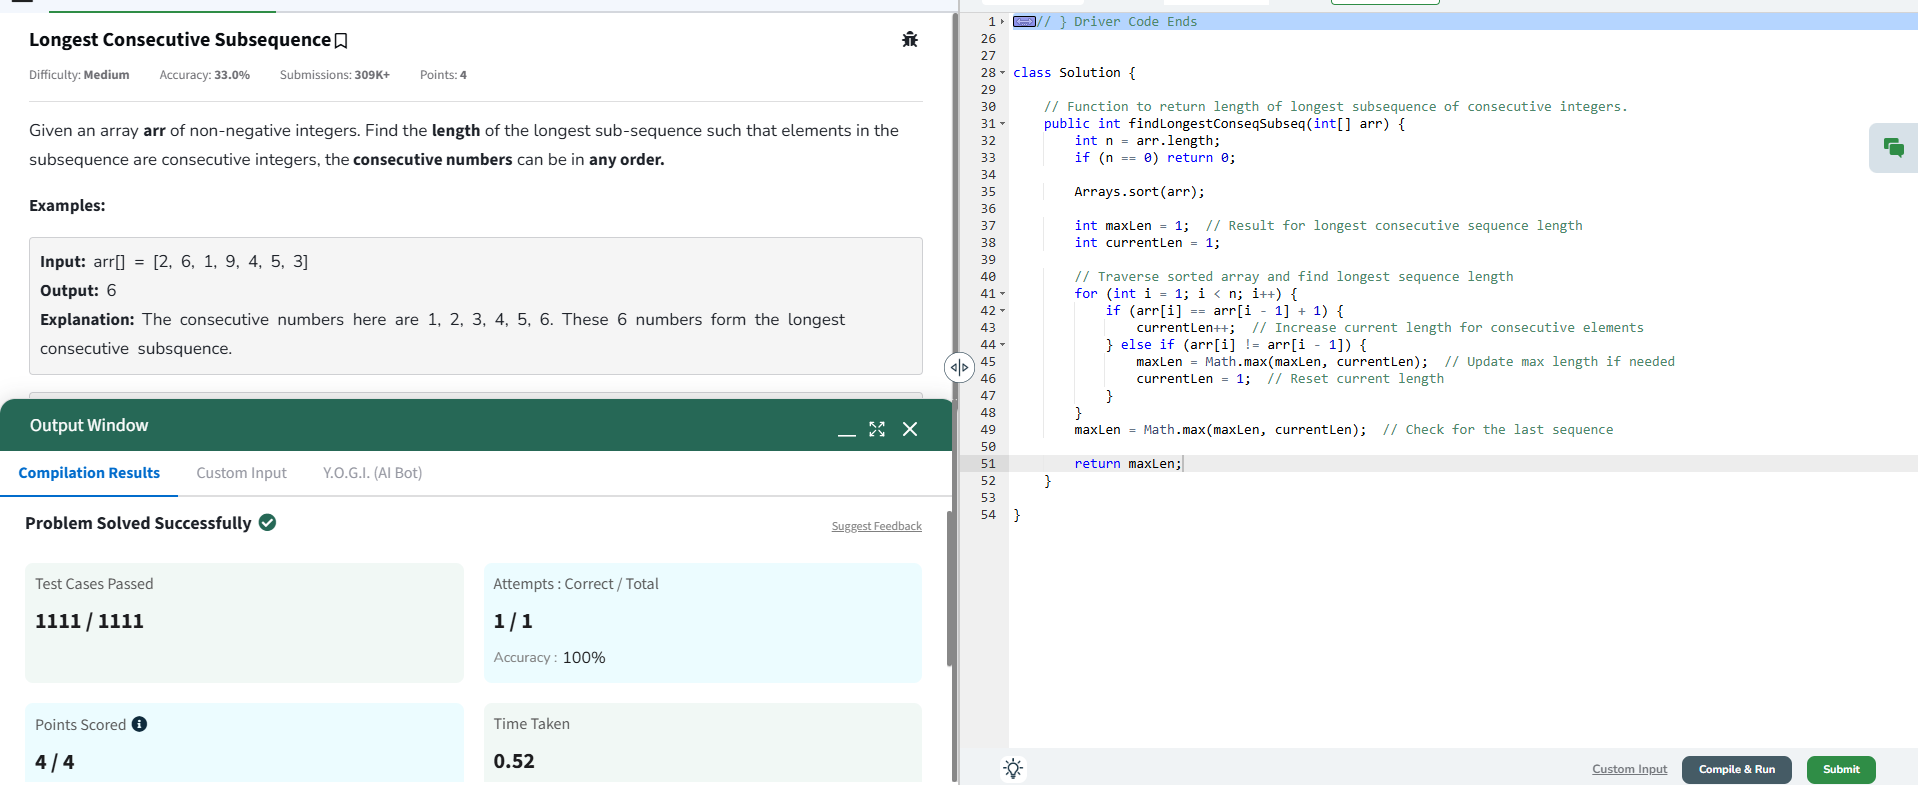 Longest Consecutive Subsequence
Difficulty: Medium Accuracy: 33.0% Submissions: 309K+ Points: 4
Given an array arr of non-negative integers. Find the length of the longest sub-sequence such that elements in the
subsequence are consecutive integers, the consecutive numbers can be in any order.
Examples:
Input: arr[] = [2, 6, 1, 9, 4, 5, 3]
Output: 6
Explanation: The consecutive numbers here are 1, 2, 3, 4, 5, 6. These 6 numbers form the longest
consecutive subsquence.
Output Window
Compilation Results Custom Input Y.O.G.I. (AI Bot)
Problem Solved Successfully
Suggest Feedback
Test Cases Passed
1111 / 1111
Attempts : Correct / Total
1 / 1
Accuracy : 100%
Points Scored
4 / 4
Time Taken
0.52
1 // } Driver Code Ends
26
27
28 class Solution {
29
30     // Function to return length of longest subsequence of consecutive integers.
31     public int findLongestConseqSubseq(int[] arr) {
32         int n = arr.length;
33         if (n == 0) return 0;
34
35         Arrays.sort(arr);
36
37         int maxLen = 1;  // Result for longest consecutive sequence length
38         int currentLen = 1;
39
40         // Traverse sorted array and find longest sequence length
41         for (int i = 1; i < n; i++) {
42             if (arr[i] == arr[i - 1] + 1) {
43                 currentLen++;  // Increase current length for consecutive elements
44             } else if (arr[i] != arr[i - 1]) {
45                 maxLen = Math.max(maxLen, currentLen);  // Update max length if needed
46                 currentLen = 1;  // Reset current length
47             }
48         }
49         maxLen = Math.max(maxLen, currentLen);  // Check for the last sequence
50
51         return maxLen;
52     }
53
54 }
Custom Input Compile & Run Submit